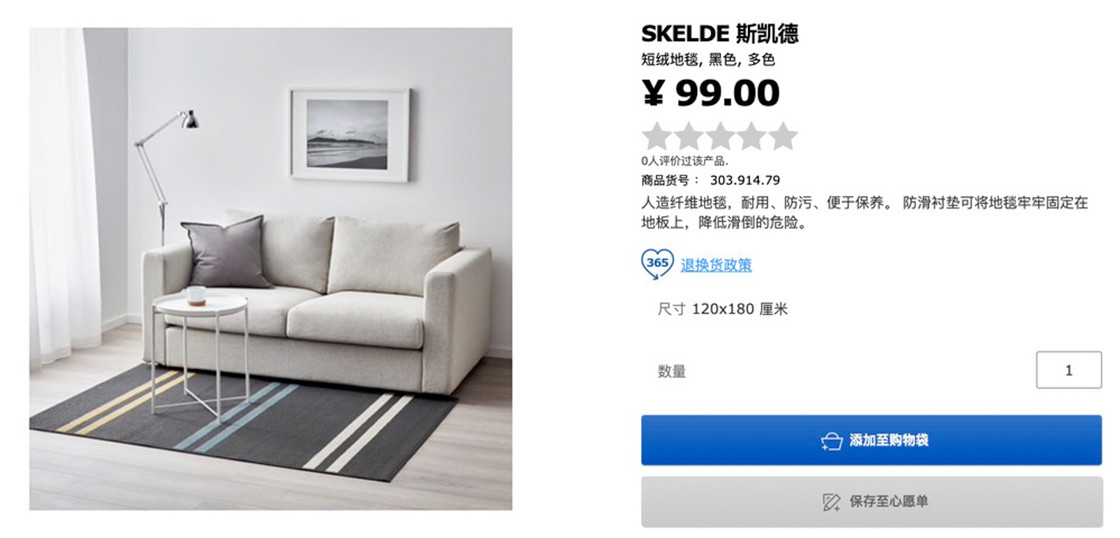 SKELDE 斯凯德
短绒地毯, 黑色, 多色
¥ 99.00
0人评价过该产品.
商品货号： 303.914.79
人造纤维地毯，耐用、防污、便于保养。 防滑衬垫可将地毯牢牢固定在
地板上，降低滑倒的危险。
365 退换货政策
尺寸 120x180 厘米
数量 1
添加至购物袋
保存至心愿单